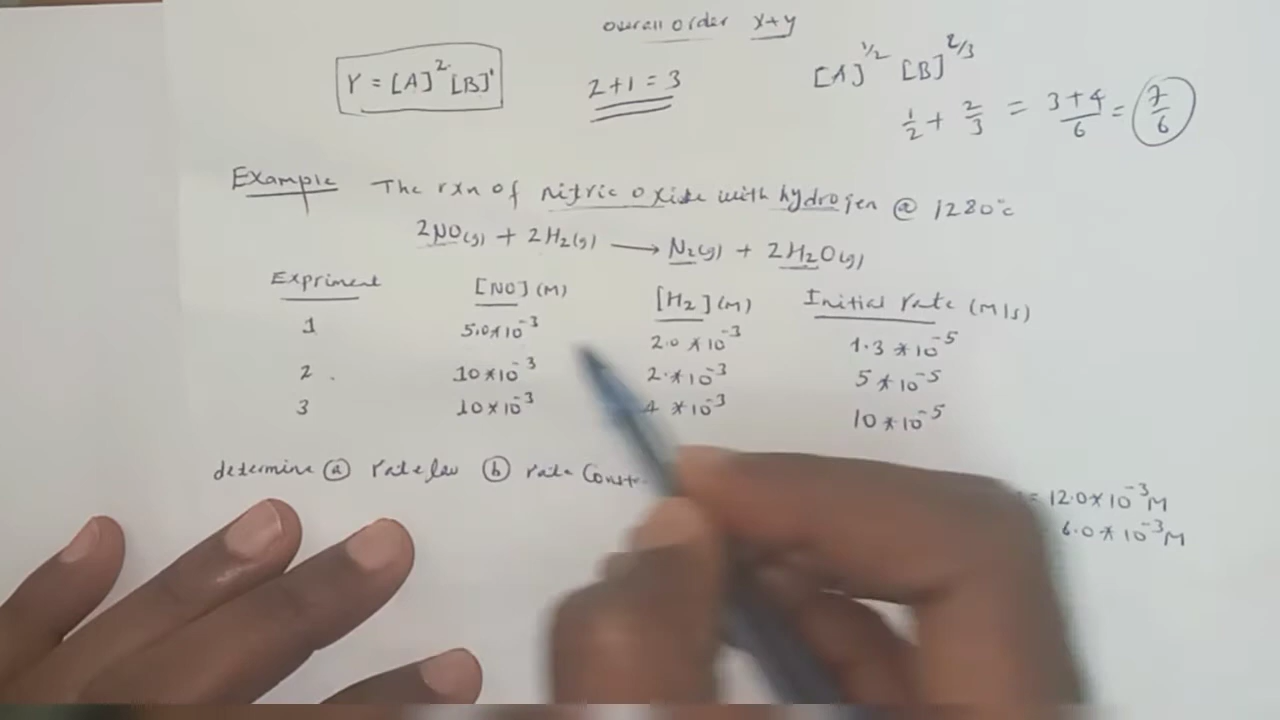 overall order x+y
r = [A]² [B]¹
2+1 = 3
[A]^1/2 [B]^2/3
1/2 + 2/3 = 3+4/6 = 7/6
Example The rxn of nitric oxide with hydrogen @ 1280°c
2NO(g) + 2H₂(g) → N₂(g) + 2H₂O(g)
Expriment [NO](M) [H₂](M) Initial rate (M/s)
1 5.0*10⁻³ 2.0 *10⁻³ 1.3 *10⁻⁵
2 10*10⁻³ 2.*10⁻³ 5 *10⁻⁵
3 10*10⁻³ 4 *10⁻³ 10 *10⁻⁵
determine (a) rate law (b) rate
= 12.0*10⁻³M
6.0*10⁻³M